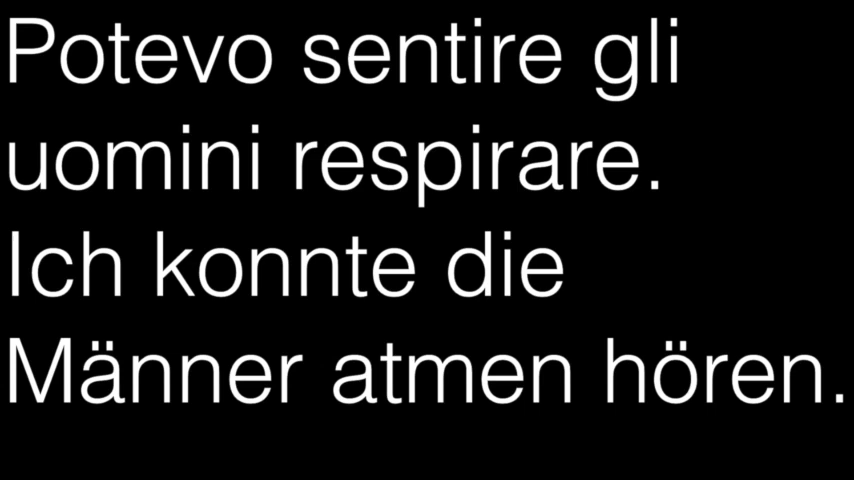 Potevo sentire gli
uomini respirare.
Ich konnte die
Männer atmen hören.